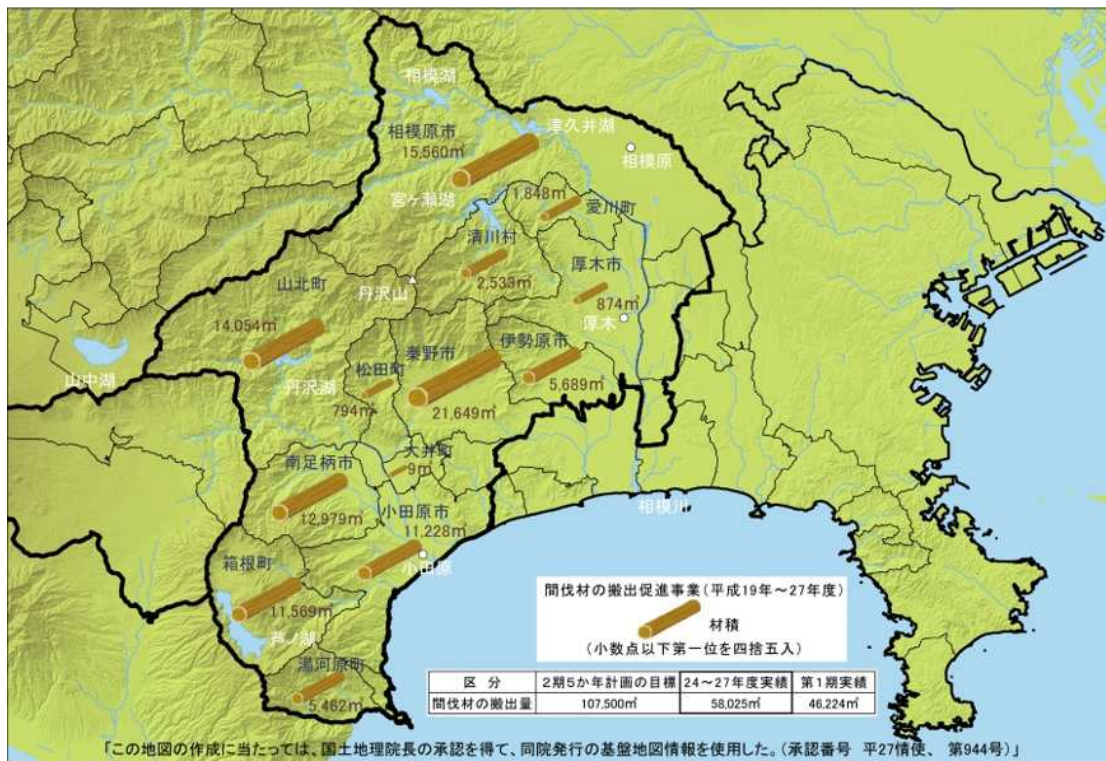 相模湖
相模原市
15,560㎥
津久井湖
相模原
宮ヶ瀬湖
1,848㎥
愛川町
清川村
2,533㎥
厚木市
874㎥
厚木
山北町
丹沢山
14,054㎥
丹沢湖
山中湖
秦野市
21,649㎥
伊勢原市
5,689㎥
松田町
794㎥
大井町
9㎥
南足柄市
12,979㎥
小田原市
11,228㎥
小田原
相模川
箱根町
11,569㎥
芦ノ湖
湯河原町
5,462㎥
間伐材の搬出促進事業(平成19年~27年度)
材積
(小数点以下第一位を四捨五入)
区 分 2期5か年計画の目標 24~27年度実績 第1期実績
間伐材の搬出量 107,500㎥ 58,025㎥ 46,224㎥
「この地図の作成に当たっては、国土地理院長の承認を得て、同院発行の基盤地図情報を使用した。(承認番号 平27情使、 第944号)」